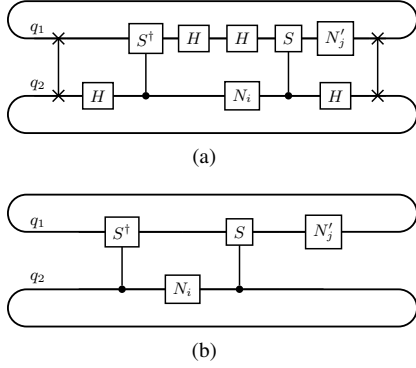 q₁ S† H H S N′ⱼ
q₂ H Nᵢ H
(a)
S† S N′ⱼ
q₁
q₂ Nᵢ
(b)